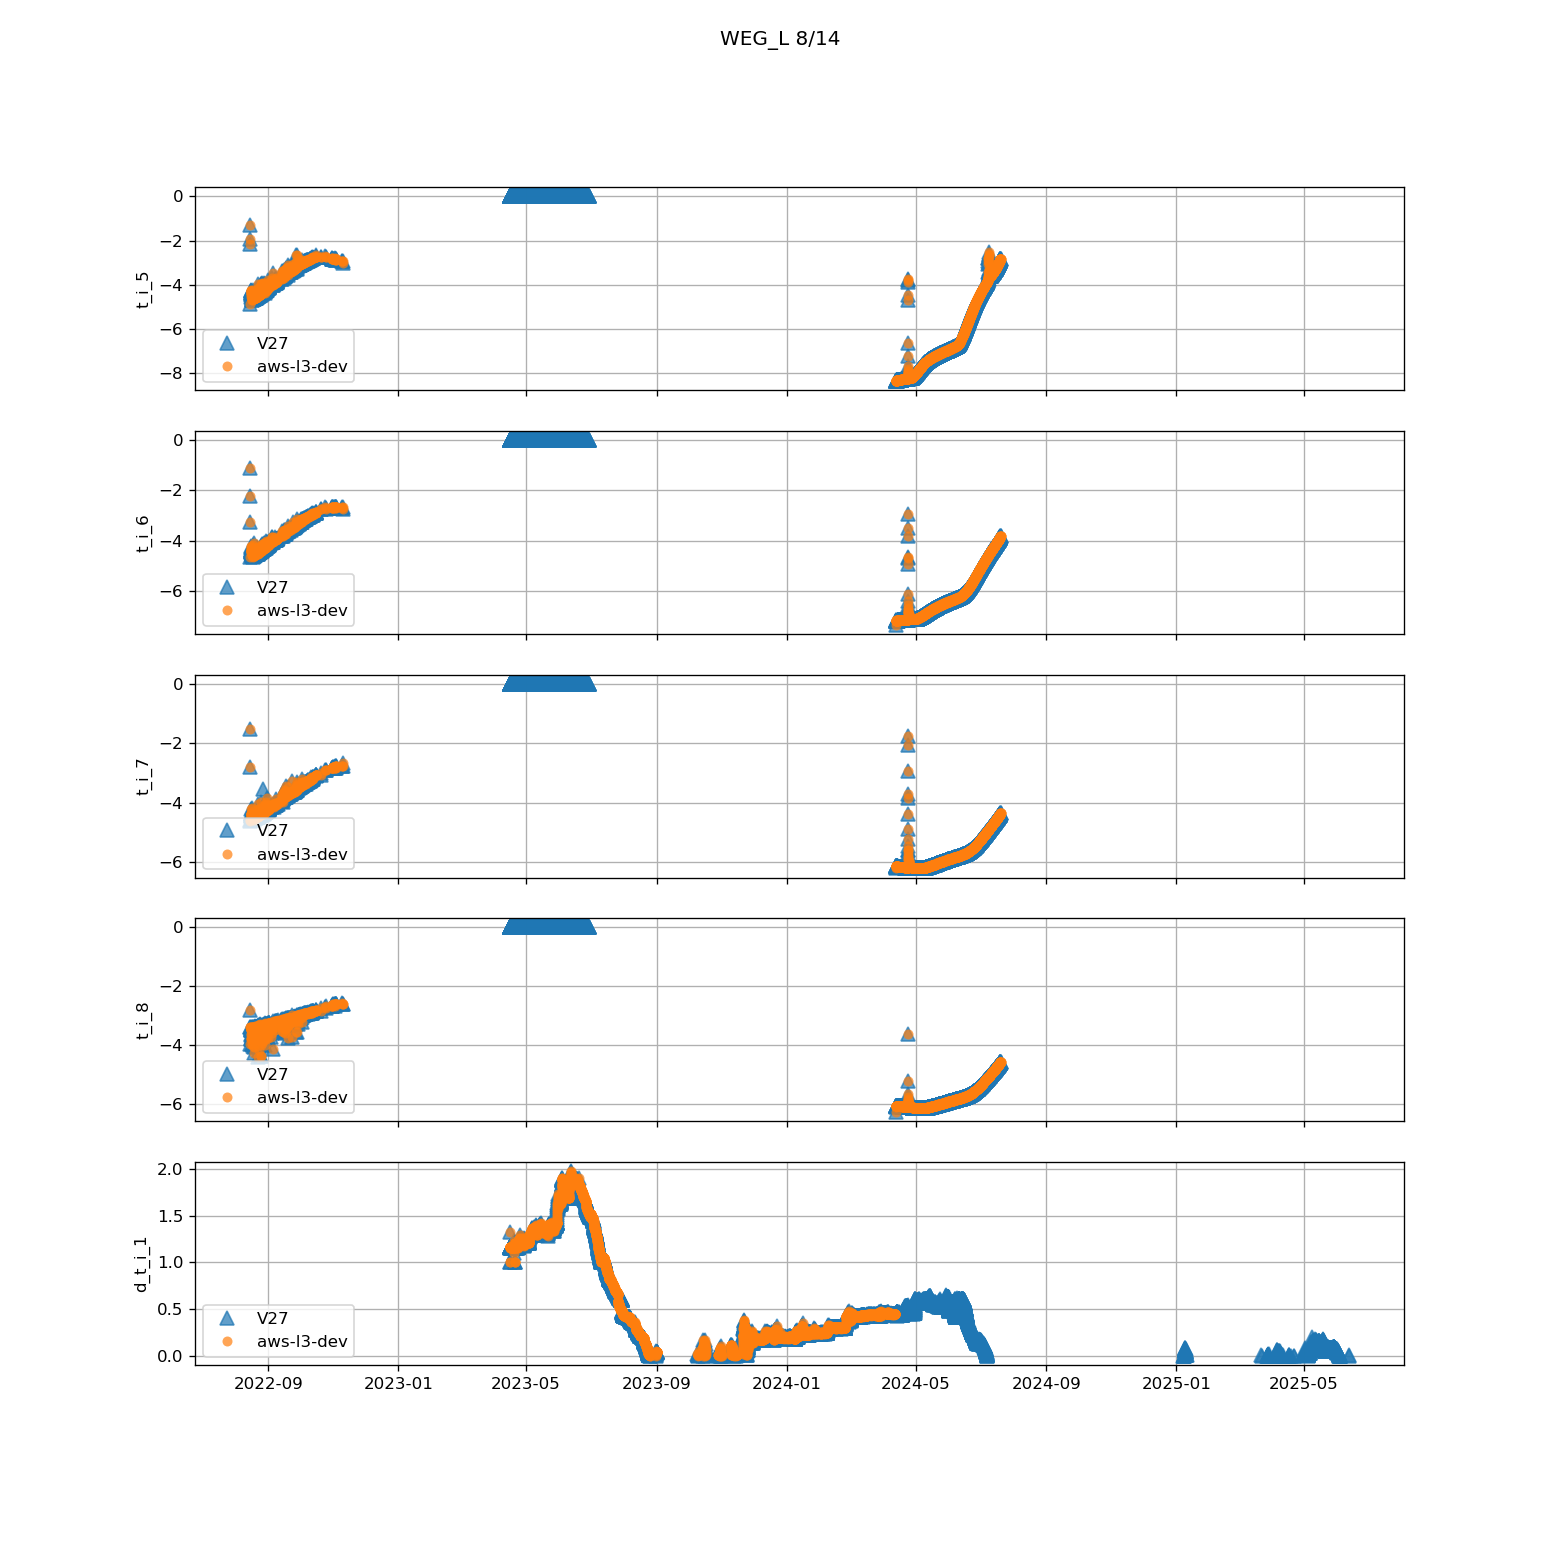 WEG_L 8/14
0
−2
−4
−6
−8
t_i_5
V27
aws-l3-dev
0
−2
−4
−6
t_i_6
V27
aws-l3-dev
0
−2
−4
−6
t_i_7
V27
aws-l3-dev
0
−2
−4
−6
t_i_8
V27
aws-l3-dev
2.0
1.5
1.0
0.5
0.0
d_t_i_1
V27
aws-l3-dev
2022-09
2023-01
2023-05
2023-09
2024-01
2024-05
2024-09
2025-01
2025-05